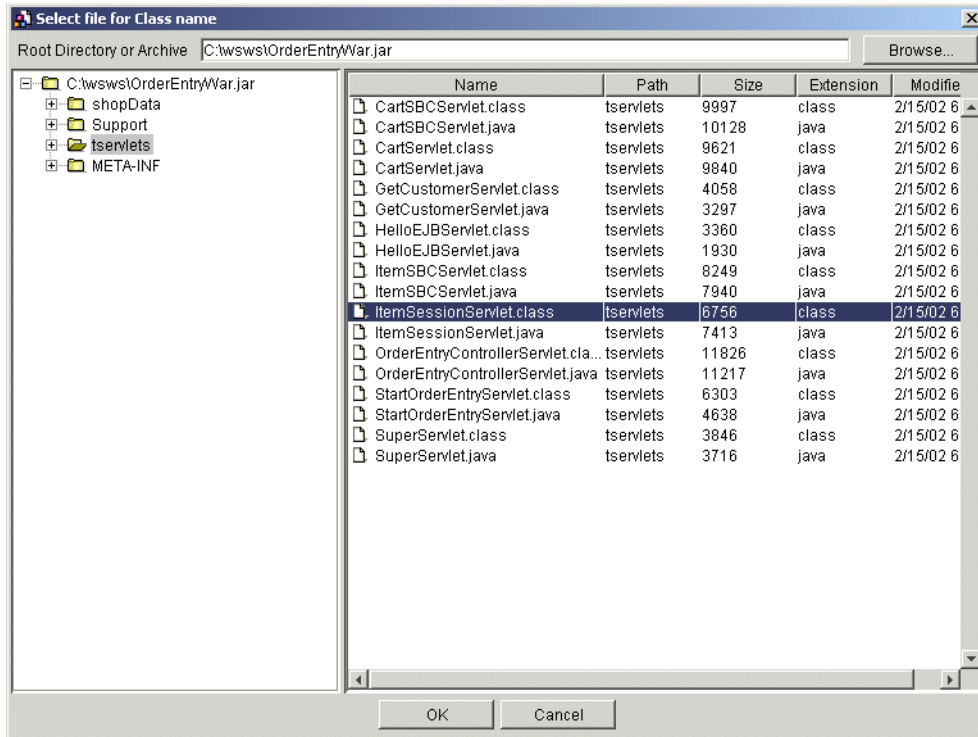 Select file for Class name
Root Directory or Archive C:\wsws\OrderEntryWar.jar Browse...
C:\wsws\OrderEntryWar.jar
shopData
Support
tservlets
META-INF
Name Path Size Extension Modifie
CartSBCServlet.class tservlets 9997 class 2/15/02 6
CartSBCServlet.java tservlets 10128 java 2/15/02 6
CartServlet.class tservlets 9621 class 2/15/02 6
CartServlet.java tservlets 9840 java 2/15/02 6
GetCustomerServlet.class tservlets 4058 class 2/15/02 6
GetCustomerServlet.java tservlets 3297 java 2/15/02 6
HelloEJBServlet.class tservlets 3360 class 2/15/02 6
HelloEJBServlet.java tservlets 1930 java 2/15/02 6
ItemSBCServlet.class tservlets 8249 class 2/15/02 6
ItemSBCServlet.java tservlets 7940 java 2/15/02 6
ItemSessionServlet.class tservlets 6756 class 2/15/02 6
ItemSessionServlet.java tservlets 7413 java 2/15/02 6
OrderEntryControllerServlet.cla... tservlets 11826 class 2/15/02 6
OrderEntryControllerServlet.java tservlets 11217 java 2/15/02 6
StartOrderEntryServlet.class tservlets 6303 class 2/15/02 6
StartOrderEntryServlet.java tservlets 4638 java 2/15/02 6
SuperServlet.class tservlets 3846 class 2/15/02 6
SuperServlet.java tservlets 3716 java 2/15/02 6
OK Cancel